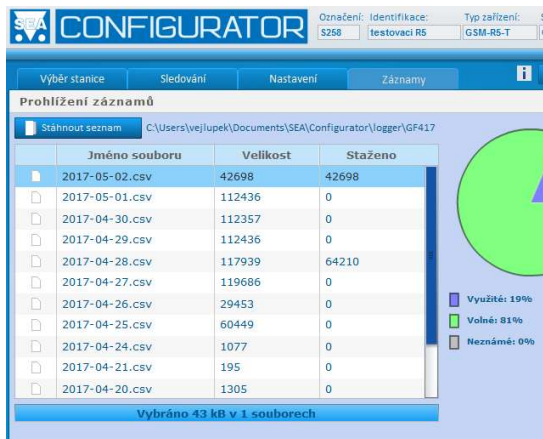 SEA CONFIGURATOR
Označení: Identifikace: Typ zařízení:
S258 testovaci R5 GSM-R5-T
Výběr stanice Sledování Nastavení Záznamy i
Prohlížení záznamů
Stáhnout seznam C:\Users\vejlupek\Documents\SEA\Configurator\logger\GF417
Jméno souboru Velikost Staženo
2017-05-02.csv 42698 42698
2017-05-01.csv 112436 0
2017-04-30.csv 112357 0
2017-04-29.csv 112436 0
2017-04-28.csv 117939 64210
2017-04-27.csv 119686 0
2017-04-26.csv 29453 0
2017-04-25.csv 60449 0
2017-04-24.csv 1077 0
2017-04-21.csv 195 0
2017-04-20.csv 1305 0
Využité: 19%
Volné: 81%
Neznámé: 0%
Vybráno 43 kB v 1 souborech